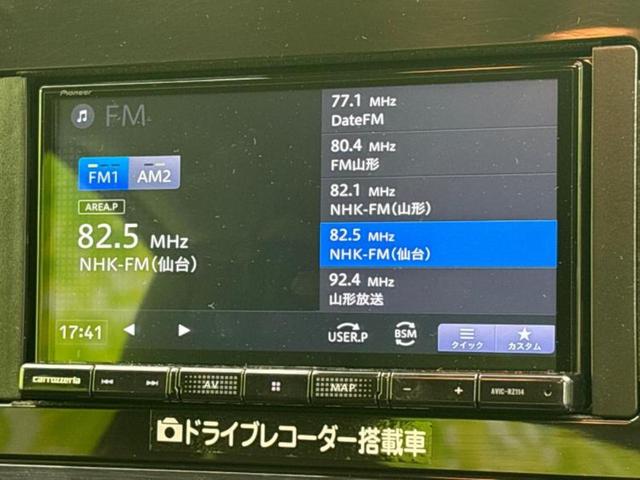 Pioneer
FM
FM1 AM2
AREA.P
82.5 MHz
NHK-FM(仙台)
77.1 MHz
DateFM
80.4 MHz
FM山形
82.1 MHz
NHK-FM(山形)
82.5 MHz
NHK-FM(仙台)
92.4 MHz
山形放送
17:41
USER.P
BSM
クイック
カスタム
carrozzeria
AV
MAP
AVIC-RZ114
ドライブレコーダー搭載車